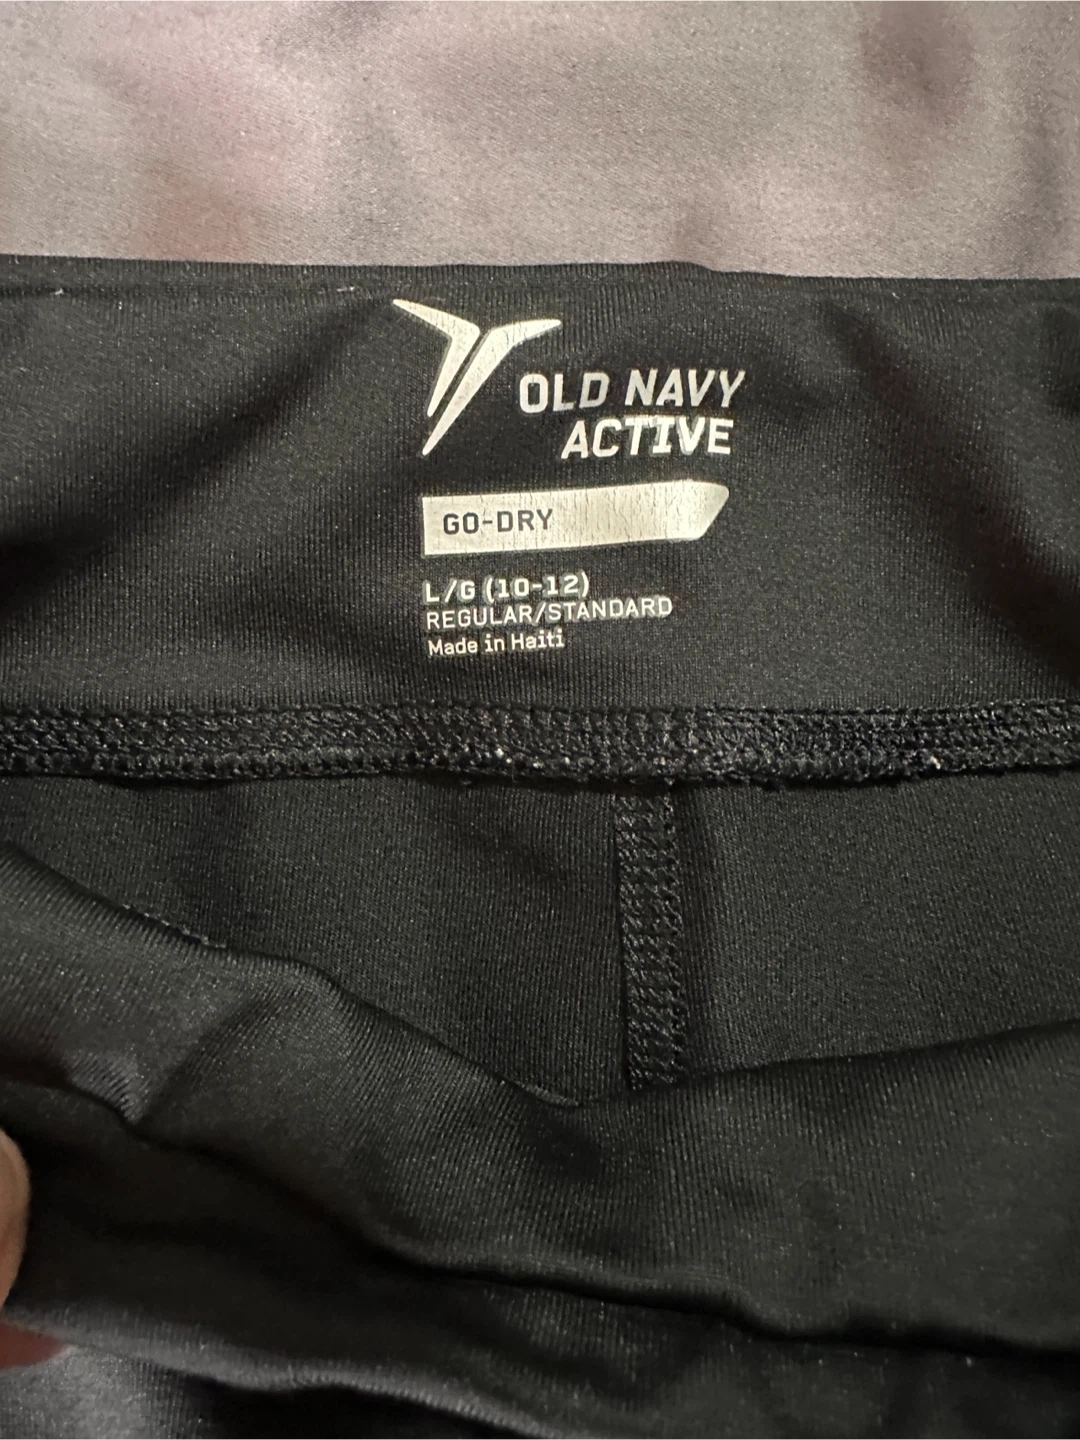 OLD NAVY
ACTIVE
GO-DRY
L/G (10-12)
REGULAR/STANDARD
Made in Haiti